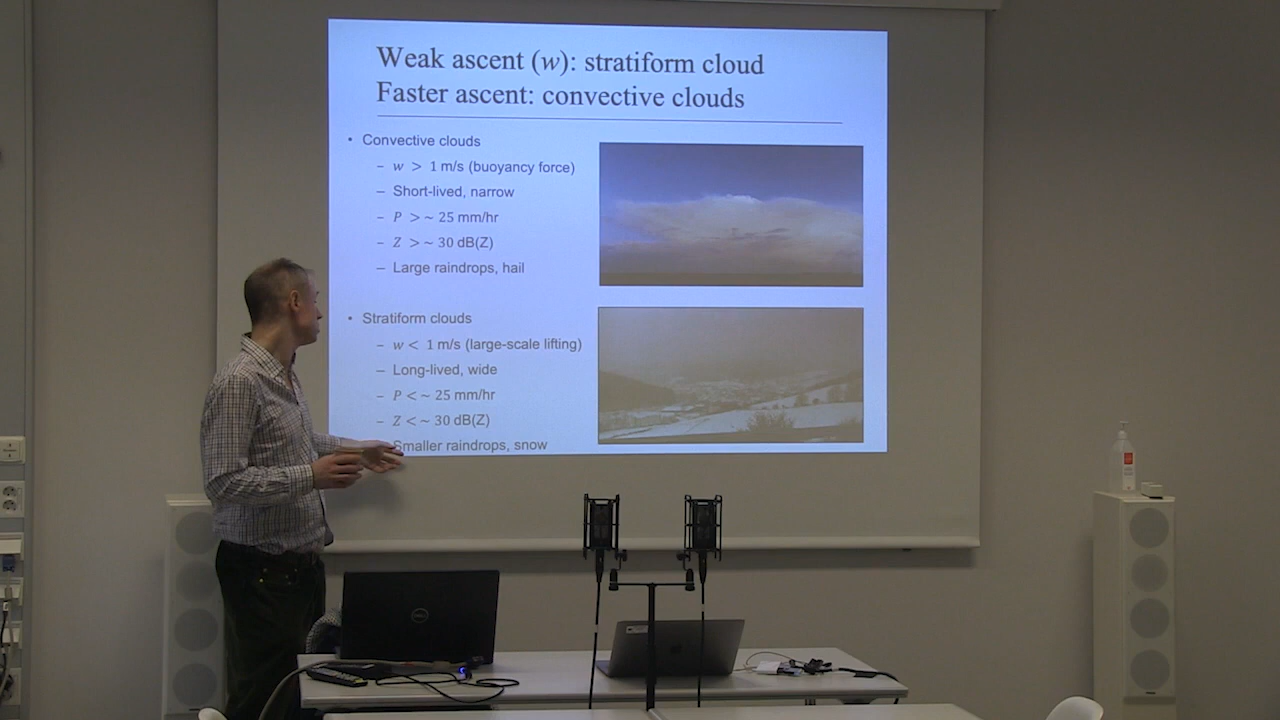 Weak ascent (w): stratiform cloud
Faster ascent: convective clouds
• Convective clouds
– w > 1 m/s (buoyancy force)
– Short-lived, narrow
– P >~ 25 mm/hr
– Z >~ 30 dB(Z)
– Large raindrops, hail
• Stratiform clouds
– w < 1 m/s (large-scale lifting)
– Long-lived, wide
– P <~ 25 mm/hr
– Z <~ 30 dB(Z)
Smaller raindrops, snow
DELL